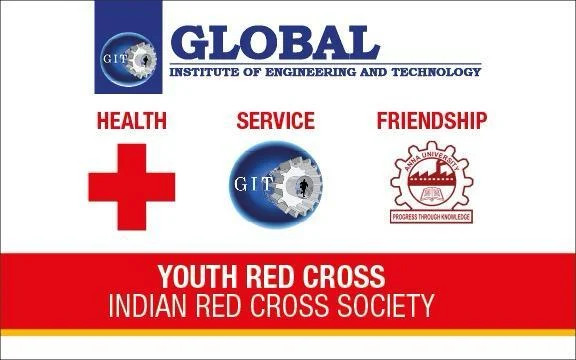 GIT
GLOBAL
INSTITUTE OF ENGINEERING AND TECHNOLOGY
HEALTH
SERVICE
FRIENDSHIP
GIT
ANNA UNIVERSITY
PROGRESS THROUGH KNOWLEDGE
YOUTH RED CROSS
INDIAN RED CROSS SOCIETY